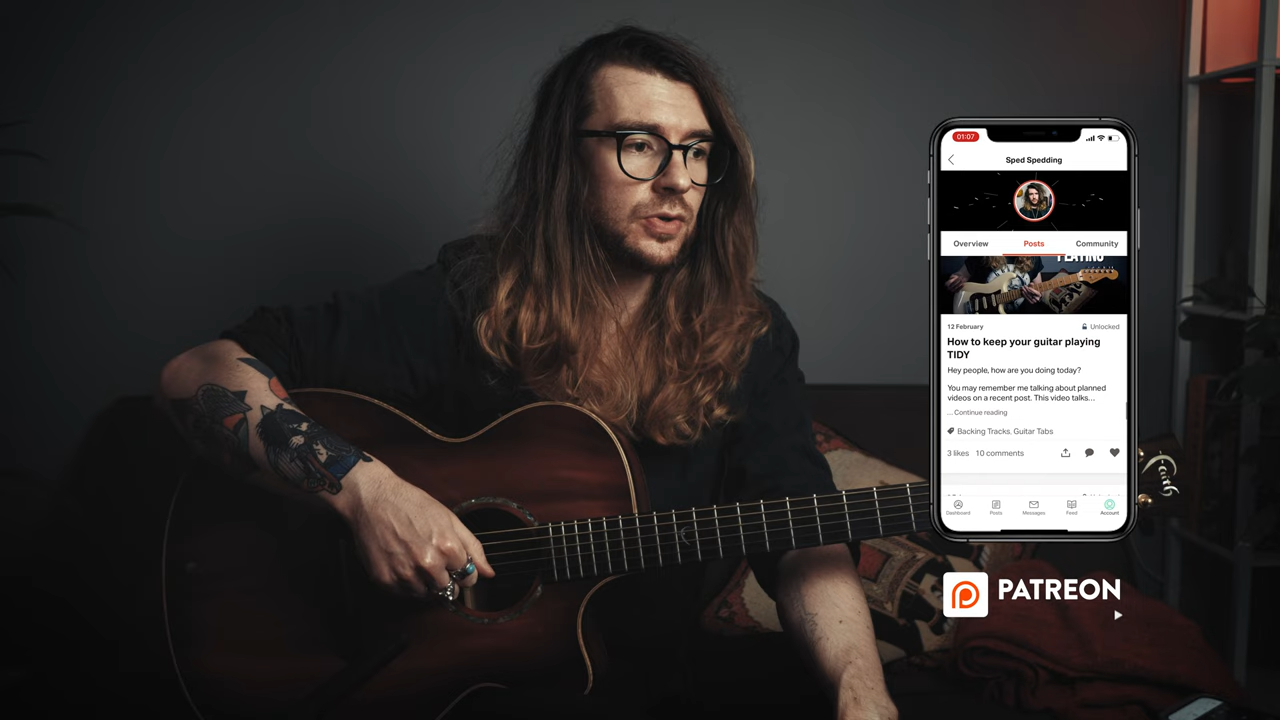 01:07
Sped Spedding
Overview Posts Community
PLAYING
12 February Unlocked
How to keep your guitar playing
TIDY
Hey people, how are you doing today?
You may remember me talking about planned
videos on a recent post. This video talks...
... Continue reading
Backing Tracks, Guitar Tabs
3 likes 10 comments
Dashboard Posts Messages Feed Account
Faith
PATREON